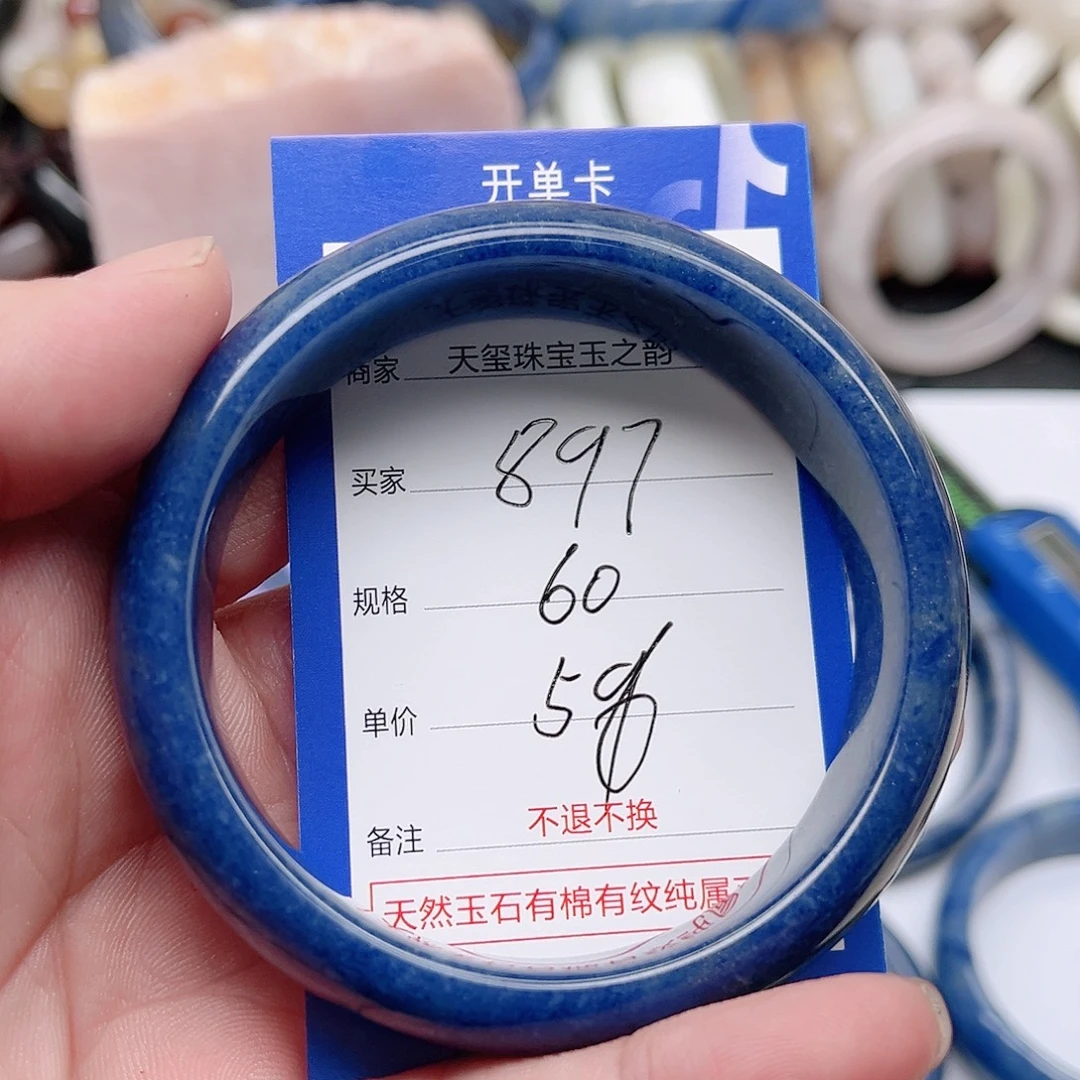 开单卡
商家 天玺珠宝玉之韵
买家 897
规格 60
单价
备注 不退不换
天然玉石有棉有纹纯属